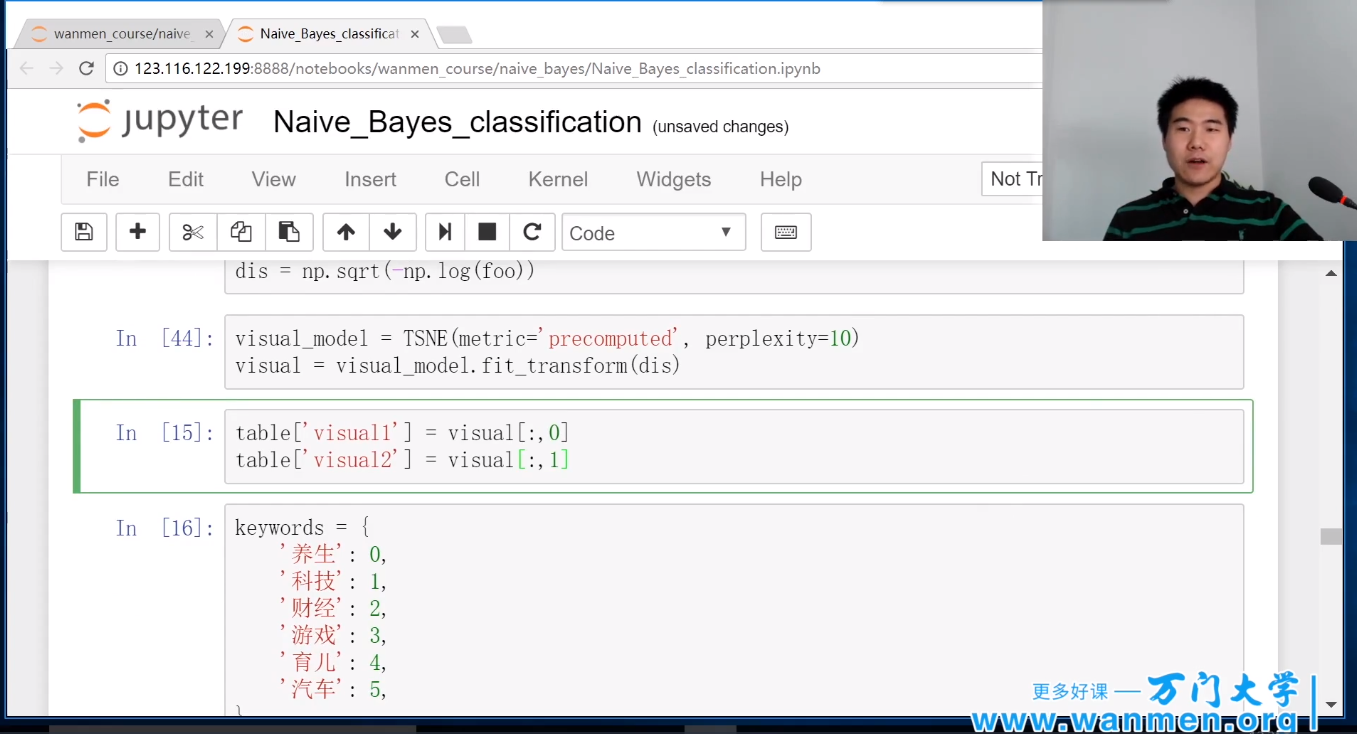 wanmen_course/naive_
Naive_Bayes_classificat
123.116.122.199:8888/notebooks/wanmen_course/naive_bayes/Naive_Bayes_classification.ipynb
jupyter Naive_Bayes_classification (unsaved changes)
File Edit View Insert Cell Kernel Widgets Help Not Tr
Code
dis = np.sqrt(-np.log(foo))
In [44]: visual_model = TSNE(metric='precomputed', perplexity=10)
visual = visual_model.fit_transform(dis)
In [15]: table['visual1'] = visual[:,0]
table['visual2'] = visual[:,1]
In [16]: keywords = {
'养生': 0,
'科技': 1,
'财经': 2,
'游戏': 3,
'育儿': 4,
'汽车': 5,
}
更多好课 — 万门大学
www.wanmen.org